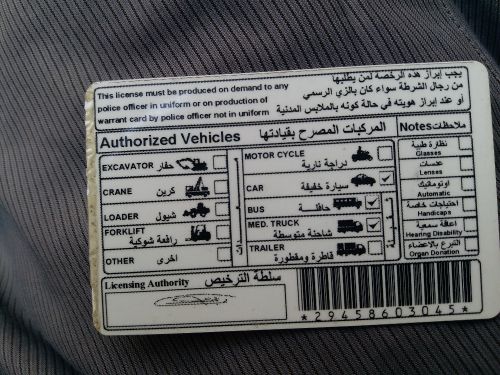 This license must be produced on demand to any
police officer in uniform or on production of
warrant card by police officer not in uniform
يجب إبراز هذه الرخصة لمن يطلبها
من رجال الشرطة سواء كان بالزي الرسمي
أو عند إبراز هويته في حالة كونه بالملابس المدنية
Authorized Vehicles المركبات المصرح بقيادتها
EXCAVATOR حفار
CRANE كرين
LOADER شيول
FORKLIFT
رافعة شوكية
OTHER اخرى
MOTOR CYCLE
دراجة نارية
CAR
سيارة خفيفة
BUS
حافلة
MED. TRUCK
شاحنة متوسطة
TRAILER
قاطرة ومقطورة
Notes ملاحظات
نظارة طبية
Glasses
عدسات
Lenses
اوتوماتيك
Automatic
احتياجات خاصة
Handicaps
اعاقة سمعية
Hearing Disability
التبرع بالاعضاء
Organ Donation
Licensing Authority سلطة الترخيص
*29458603045*